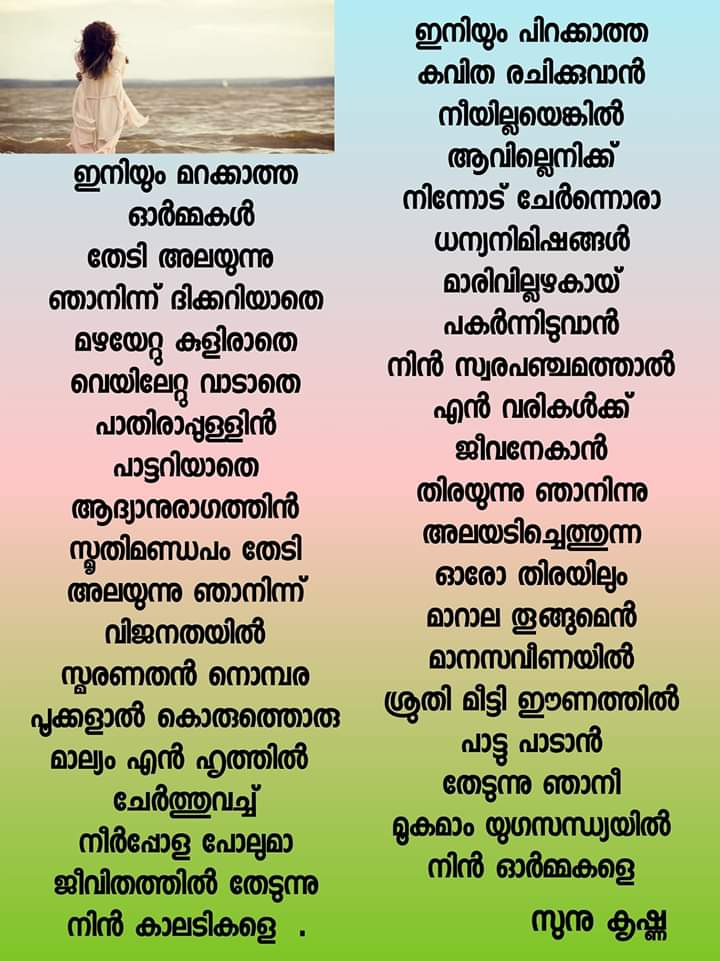 ഇനിയും മറക്കാത്ത
ഓർമ്മകൾ
തേടി അലയുന്നു
ഞാനിന്ന് ദിക്കറിയാതെ
മഴയേറ്റു കുളിരാതെ
വെയിലേറ്റു വാടാതെ
പാതിരാപ്പുള്ളിൻ
പാട്ടറിയാതെ
ആദ്യാനുരാഗത്തിൻ
സ്മൃതിമണ്ഡപം തേടി
അലയുന്നു ഞാനിന്ന്
വിജനതയിൽ
സ്മരണതൻ നൊമ്പര
പൂക്കളാൽ കൊരുത്തൊരു
മാല്യം എൻ ഹൃത്തിൽ
ചേർത്തുവച്ച്
നീർപ്പോള പോലുമാ
ജീവിതത്തിൽ തേടുന്നു
നിൻ കാലടികളെ .
ഇനിയും പിറക്കാത്ത
കവിത രചിക്കുവാൻ
നീയില്ലയെങ്കിൽ
ആവില്ലെനിക്ക്
നിന്നോട് ചേർന്നൊരാ
ധന്യനിമിഷങ്ങൾ
മാരിവില്ലഴകായ്
പകർന്നിടുവാൻ
നിൻ സ്വരപഞ്ചമത്താൽ
എൻ വരികൾക്ക്
ജീവനേകാൻ
തിരയുന്നു ഞാനിന്നു
അലയടിച്ചെത്തുന്ന
ഓരോ തിരയിലും
മാറാല തൂങ്ങുമെൻ
മാനസവീണയിൽ
ശ്രുതി മീട്ടി ഈണത്തിൽ
പാട്ടു പാടാൻ
തേടുന്നു ഞാനീ
മൂകമാം യുഗസന്ധ്യയിൽ
നിൻ ഓർമ്മകളെ
സുനു കൃഷ്ണ